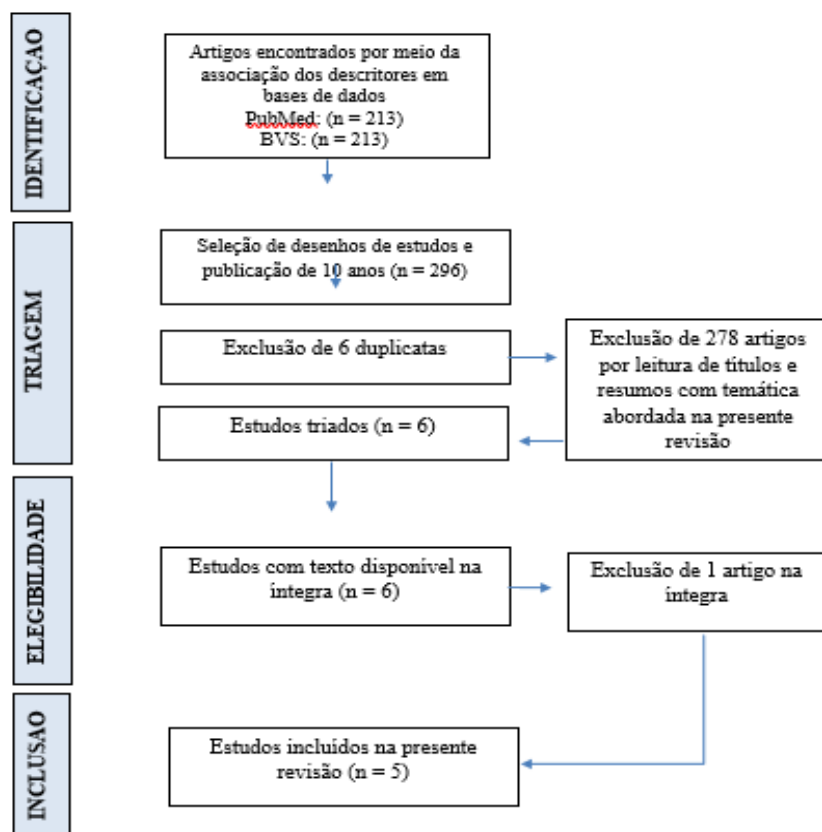 IDENTIFICAÇAO
Artigos encontrados por meio da
associação dos descritores em
bases de dados
PubMed: (n = 213)
BVS: (n = 213)
TRIAGEM
Seleção de desenhos de estudos e
publicação de 10 anos (n = 296)
Exclusão de 6 duplicatas
Exclusão de 278 artigos
por leitura de títulos e
resumos com temática
abordada na presente
revisão
Estudos triados (n = 6)
ELEGIBILIDADE
Estudos com texto disponível na
íntegra (n = 6)
Exclusão de 1 artigo na
íntegra
INCLUSAO
Estudos incluídos na presente
revisão (n = 5)